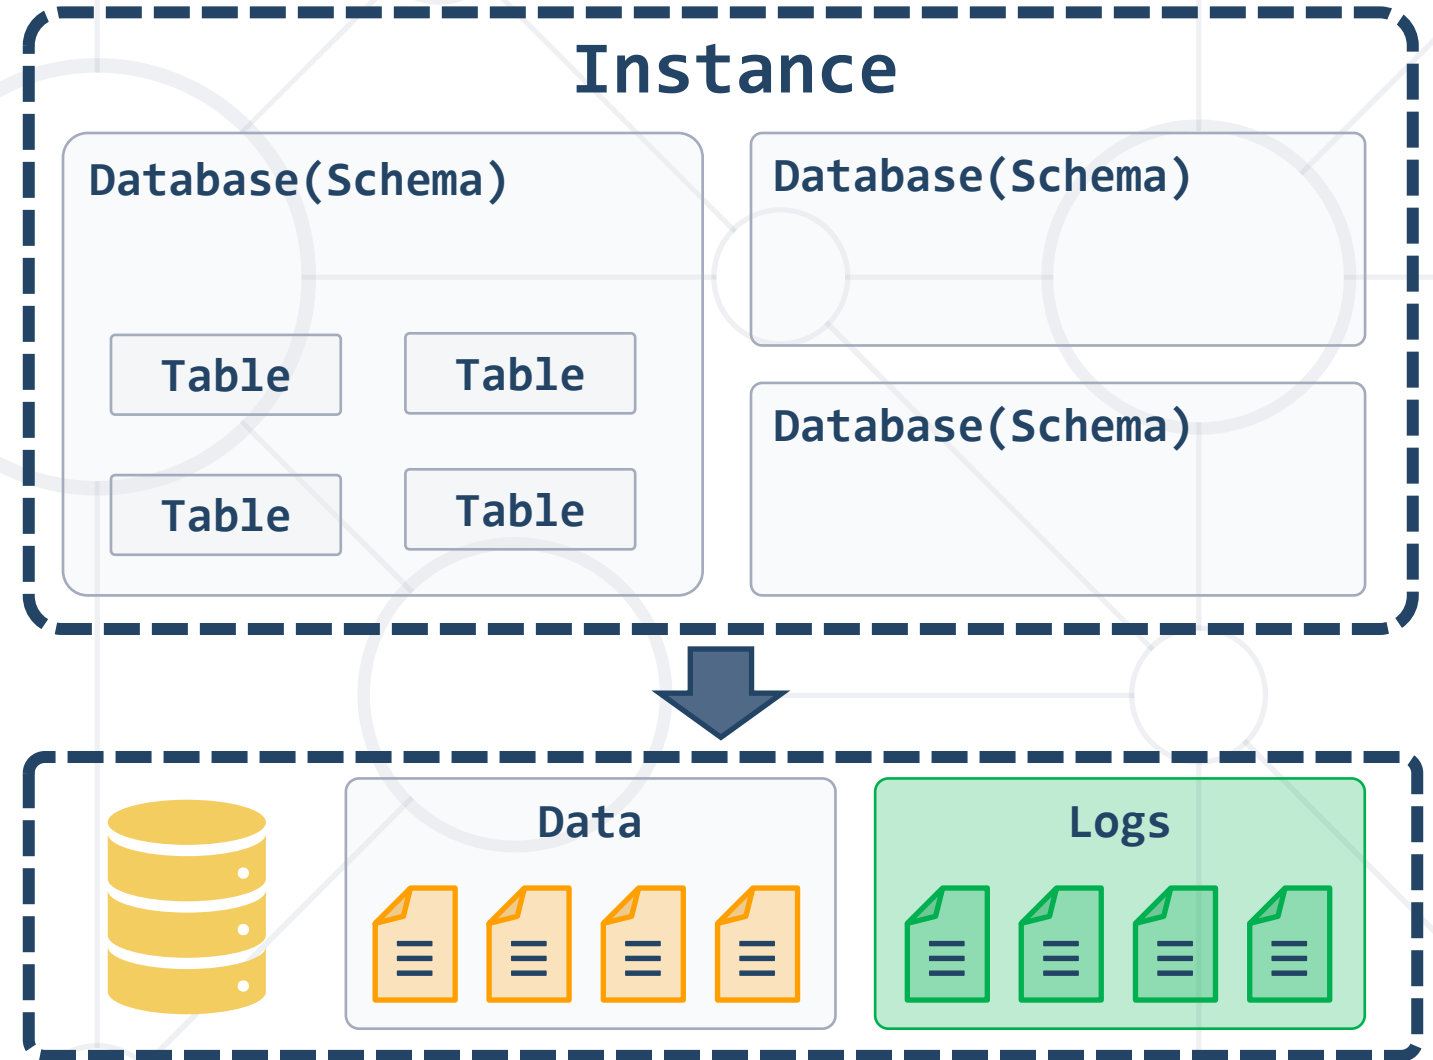 Instance
Database(Schema)
Table
Table
Table
Table
Database(Schema)
Database(Schema)
Data
Logs